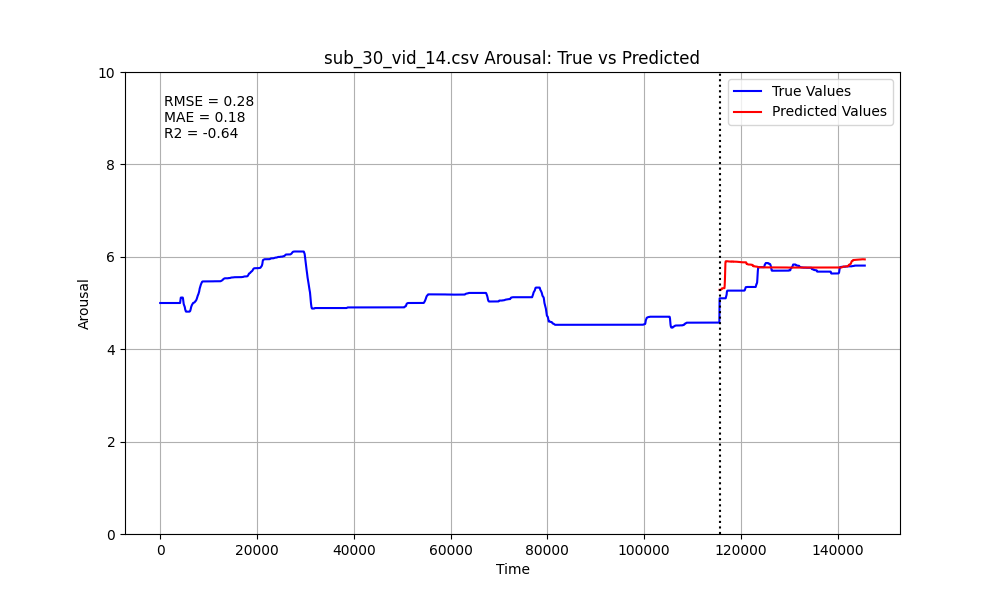 sub_30_vid_14.csv Arousal: True vs Predicted
RMSE = 0.28
MAE = 0.18
R2 = -0.64
True Values
Predicted Values
Arousal
10
8
6
4
2
0
0
20000
40000
60000
80000
100000
120000
140000
Time